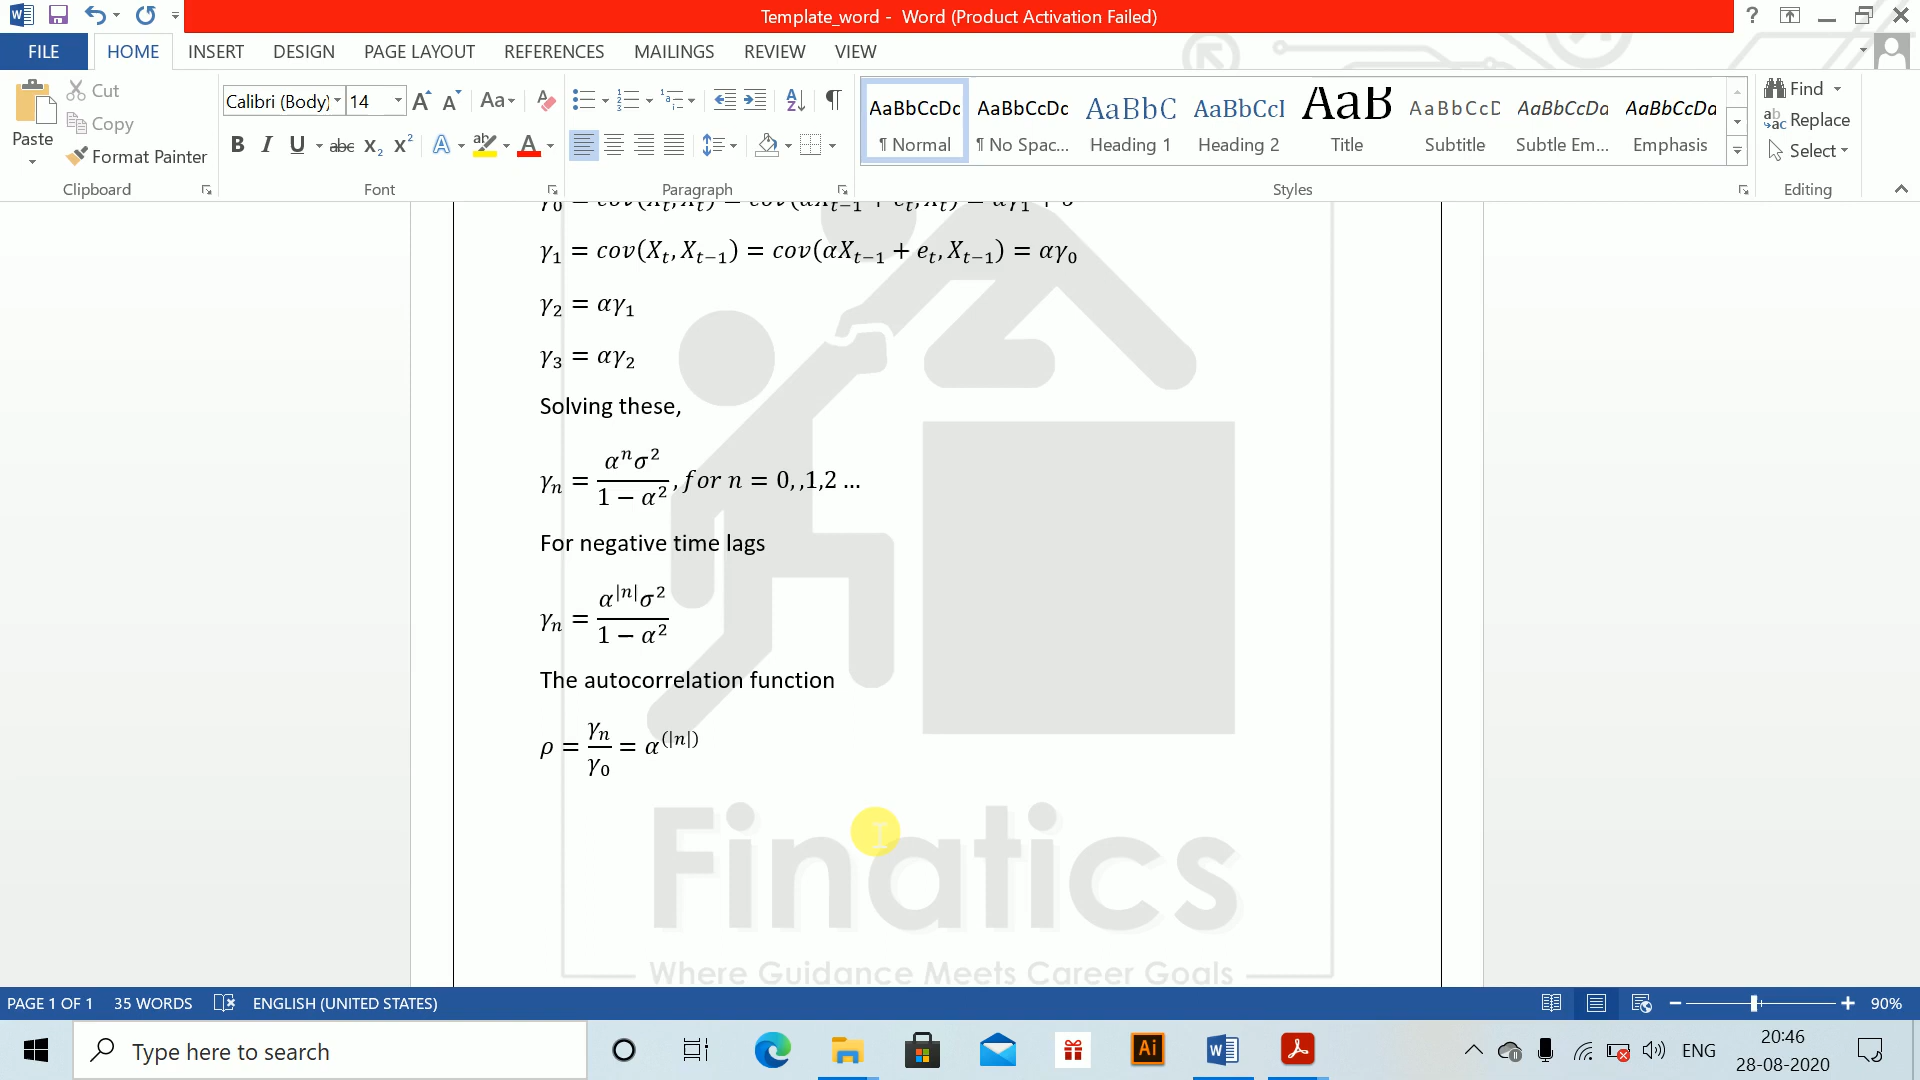 Template_word - Word (Product Activation Failed)
FILE HOME INSERT DESIGN PAGE LAYOUT REFERENCES MAILINGS REVIEW VIEW
Paste
Cut
Copy
Format Painter
Clipboard
Calibri (Body) 14
Font
Paragraph
AaBbCcDc AaBbCcDc AaBbC AaBbCcI AaB AaBbCcD AaBbCcDa AaBbCcDa
¶ Normal ¶ No Spac... Heading 1 Heading 2 Title Subtitle Subtle Em... Emphasis
Styles
Find
Replace
Select
Editing
γ₁ = cov(Xₜ, Xₜ₋₁) = cov(αXₜ₋₁ + eₜ, Xₜ₋₁) = αγ₀
γ₂ = αγ₁
γ₃ = αγ₂
Solving these,
γₙ = αⁿσ² / 1 − α² , for n = 0, ,1,2 ...
For negative time lags
γₙ = α^|n|σ² / 1 − α²
The autocorrelation function
ρ = γₙ / γ₀ = α^(|n|)
Finatics
Where Guidance Meets Career Goals
PAGE 1 OF 1 35 WORDS ENGLISH (UNITED STATES) 90%
Type here to search
Ai
ENG
20:46
28-08-2020